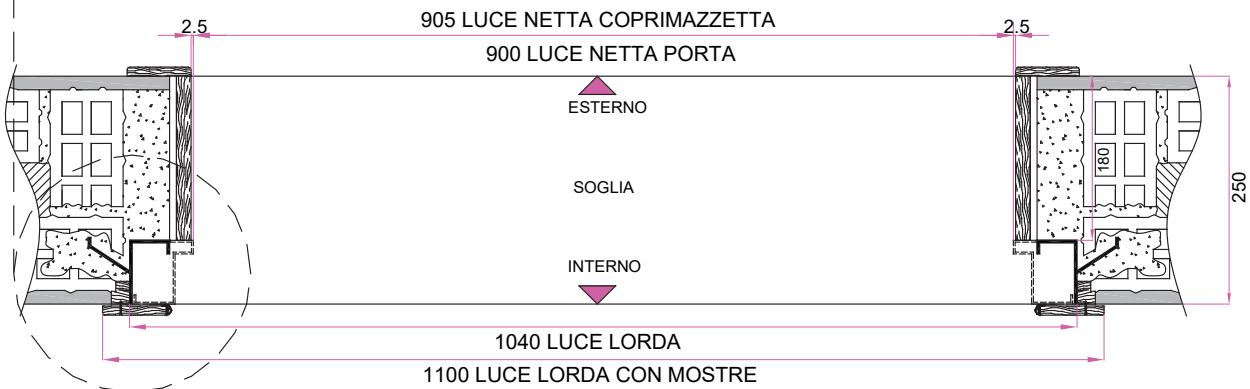 905 LUCE NETTA COPRIMAZZETTA
2.5
2.5
900 LUCE NETTA PORTA
ESTERNO
180
250
SOGLIA
INTERNO
1040 LUCE LORDA
1100 LUCE LORDA CON MOSTRE